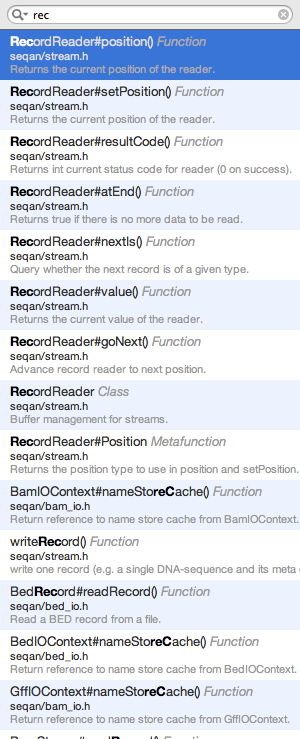 rec
RecordReader#position() Function
seqan/stream.h
Returns the current position of the reader.
RecordReader#setPosition() Function
seqan/stream.h
Returns the current position of the reader.
RecordReader#resultCode() Function
seqan/stream.h
Returns int current status code for reader (0 on success).
RecordReader#atEnd() Function
seqan/stream.h
Returns true if there is no more data to be read.
RecordReader#nextIs() Function
seqan/stream.h
Query whether the next record is of a given type.
RecordReader#value() Function
seqan/stream.h
Returns the current value of the reader.
RecordReader#goNext() Function
seqan/stream.h
Advance record reader to next position.
RecordReader Class
seqan/stream.h
Buffer management for streams.
RecordReader#Position Metafunction
seqan/stream.h
Returns the position type to use in position and setPosition.
BamIOContext#nameStoreCache() Function
seqan/bam_io.h
Return reference to name store cache from BamIOContext.
writeRecord() Function
seqan/stream.h
write one record (e.g. a single DNA-sequence and its meta
BedRecord#readRecord() Function
seqan/bed_io.h
Read a BED record from a file.
BedIOContext#nameStoreCache() Function
seqan/bed_io.h
Return reference to name store cache from BedIOContext.
GffIOContext#nameStoreCache() Function
seqan/bam_io.h
Return reference to name store cache from GffIOContext.